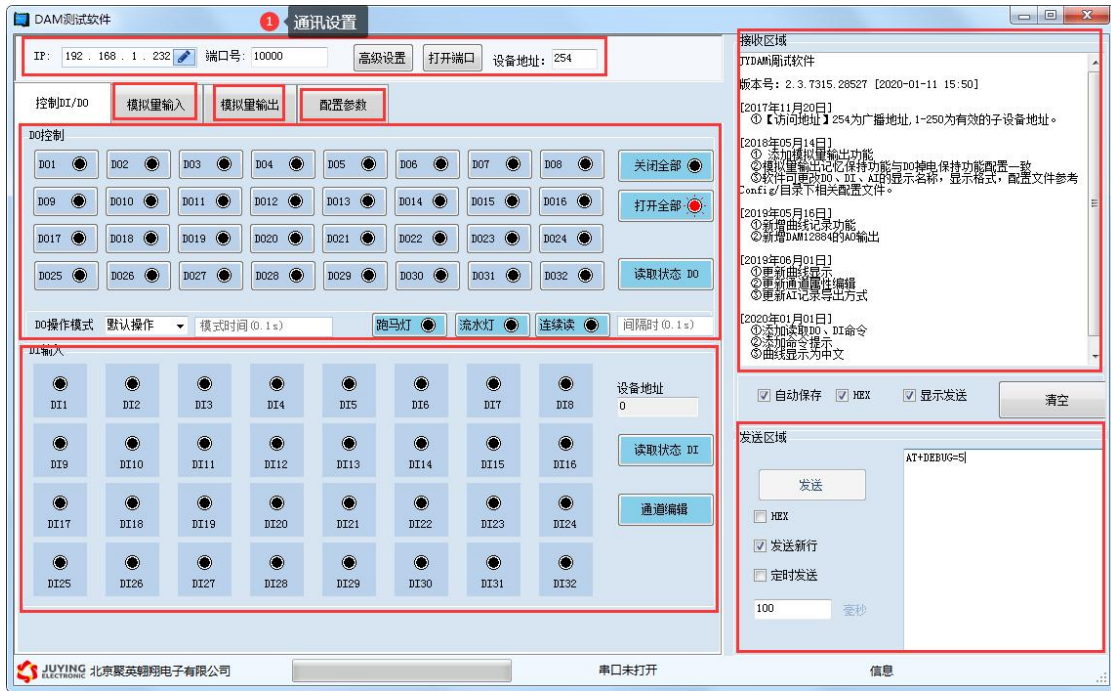 DAM测试软件
1 通讯设置
IP: 192 . 168 . 1 . 232 端口号: 10000 高级设置 打开端口 设备地址: 254
控制DI/DO 模拟量输入 模拟量输出 配置参数
DO控制
DO1 DO2 DO3 DO4 DO5 DO6 DO7 DO8 关闭全部
DO9 DO10 DO11 DO12 DO13 DO14 DO15 DO16 打开全部
DO17 DO18 DO19 DO20 DO21 DO22 DO23 DO24
DO25 DO26 DO27 DO28 DO29 DO30 DO31 DO32 读取状态 DO
DO操作模式 默认操作 模式时间(0.1s) 跑马灯 流水灯 连续读 间隔时(0.1s)
DI输入
DI1 DI2 DI3 DI4 DI5 DI6 DI7 DI8
设备地址
0
DI9 DI10 DI11 DI12 DI13 DI14 DI15 DI16
读取状态 DI
DI17 DI18 DI19 DI20 DI21 DI22 DI23 DI24
通道编辑
DI25 DI26 DI27 DI28 DI29 DI30 DI31 DI32
接收区域
JYDAM调试软件
版本号: 2.3.7315.28527 [2020-01-11 15:50]
[2017年11月20日]
①【访问地址】254为广播地址,1-250为有效的子设备地址。
[2018年05月14日]
① 添加模拟量输出功能
②模拟量输出记忆保持功能与DO掉电保持功能配置一致
③软件可更改DO、DI、AI的显示名称，显示格式，配置文件参考
Config/目录下相关配置文件。
[2019年05月16日]
①新增曲线记录功能
②新增DAM12884的AO输出
[2019年06月01日]
①更新曲线显示
②更新通道属性编辑
③更新AI记录导出方式
[2020年01月01日]
①添加读取DO、DI命令
②添加命令提示
③曲线显示为中文
自动保存 HEX 显示发送 清空
发送区域
AT+DEBUG=5
发送
HEX
发送新行
定时发送
100 毫秒
JUYING ELECTRONIC 北京聚英翱翔电子有限公司 串口未打开 信息